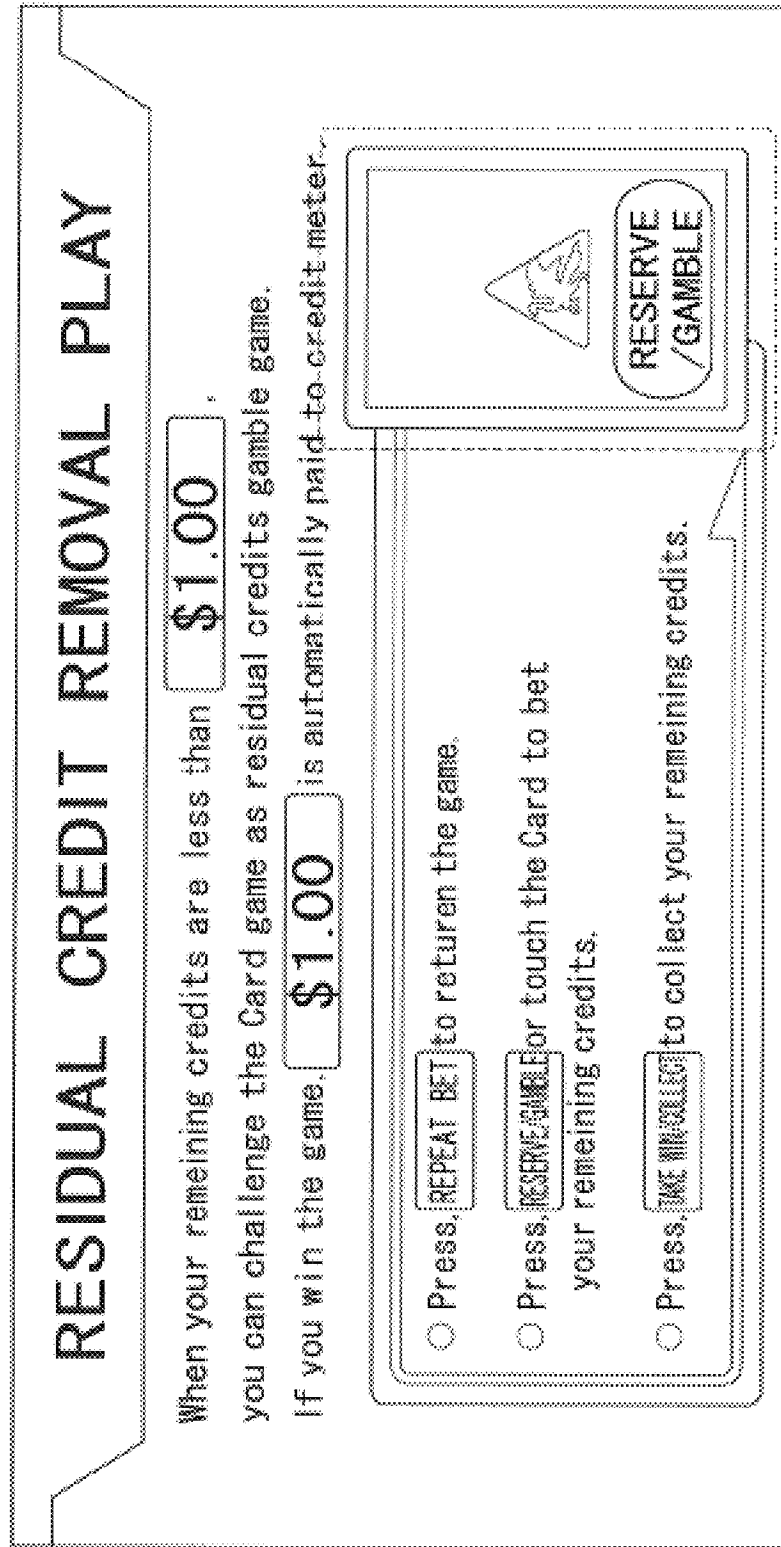 RESIDUAL CREDIT REMOVAL PLAY
When your remeining credits are less than $1.00 ,
you can challenge the Card game as residual credits gamble game.
If you win the game, $1.00 is automatically paid to credit meter.
○ Press, REPEAT BET to returen the game.
○ Press, RESERVE/GAMBLE or touch the Card to bet
your remeining credits.
○ Press, TAKE WIN/COLLECT to collect your remeining credits.
RESERVE
/GAMBLE